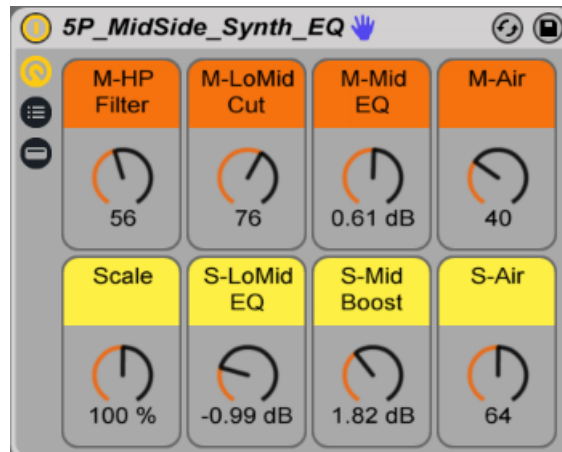 5P_MidSide_Synth_EQ
M-HP
Filter
M-LoMid
Cut
M-Mid
EQ
M-Air
56
76
0.61 dB
40
Scale
S-LoMid
EQ
S-Mid
Boost
S-Air
100 %
-0.99 dB
1.82 dB
64